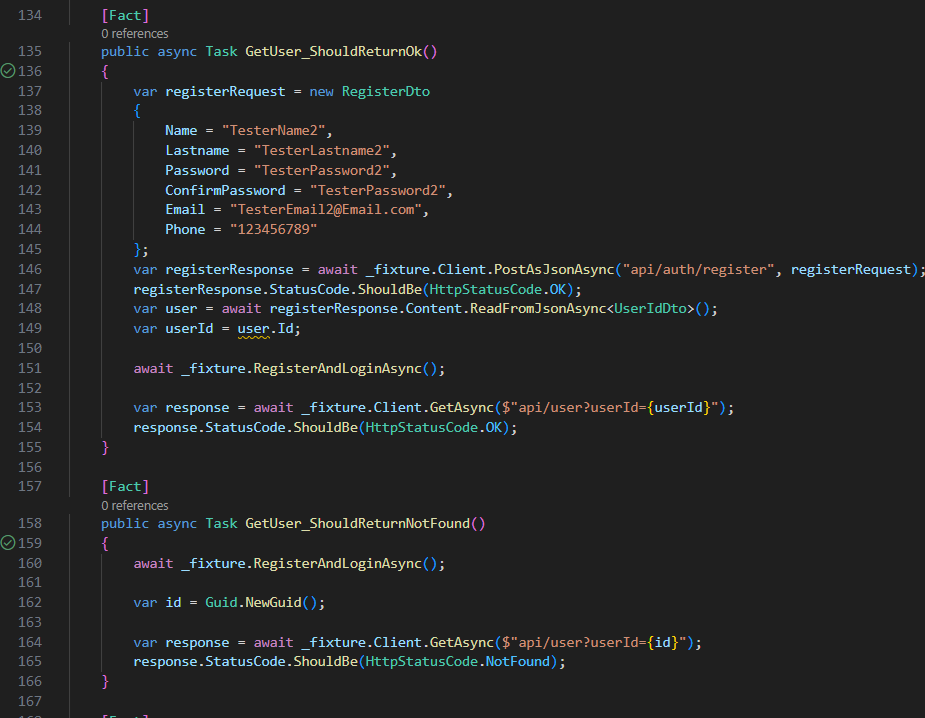 134 [Fact]
0 references
135 public async Task GetUser_ShouldReturnOk()
136 {
137 var registerRequest = new RegisterDto
138 {
139 Name = "TesterName2",
140 Lastname = "TesterLastname2",
141 Password = "TesterPassword2",
142 ConfirmPassword = "TesterPassword2",
143 Email = "TesterEmail2@Email.com",
144 Phone = "123456789"
145 };
146 var registerResponse = await _fixture.Client.PostAsJsonAsync("api/auth/register", registerRequest);
147 registerResponse.StatusCode.ShouldBe(HttpStatusCode.OK);
148 var user = await registerResponse.Content.ReadFromJsonAsync<UserIdDto>();
149 var userId = user.Id;
150
151 await _fixture.RegisterAndLoginAsync();
152
153 var response = await _fixture.Client.GetAsync($"api/user?userId={userId}");
154 response.StatusCode.ShouldBe(HttpStatusCode.OK);
155 }
156
157 [Fact]
0 references
158 public async Task GetUser_ShouldReturnNotFound()
159 {
160 await _fixture.RegisterAndLoginAsync();
161
162 var id = Guid.NewGuid();
163
164 var response = await _fixture.Client.GetAsync($"api/user?userId={id}");
165 response.StatusCode.ShouldBe(HttpStatusCode.NotFound);
166 }
167